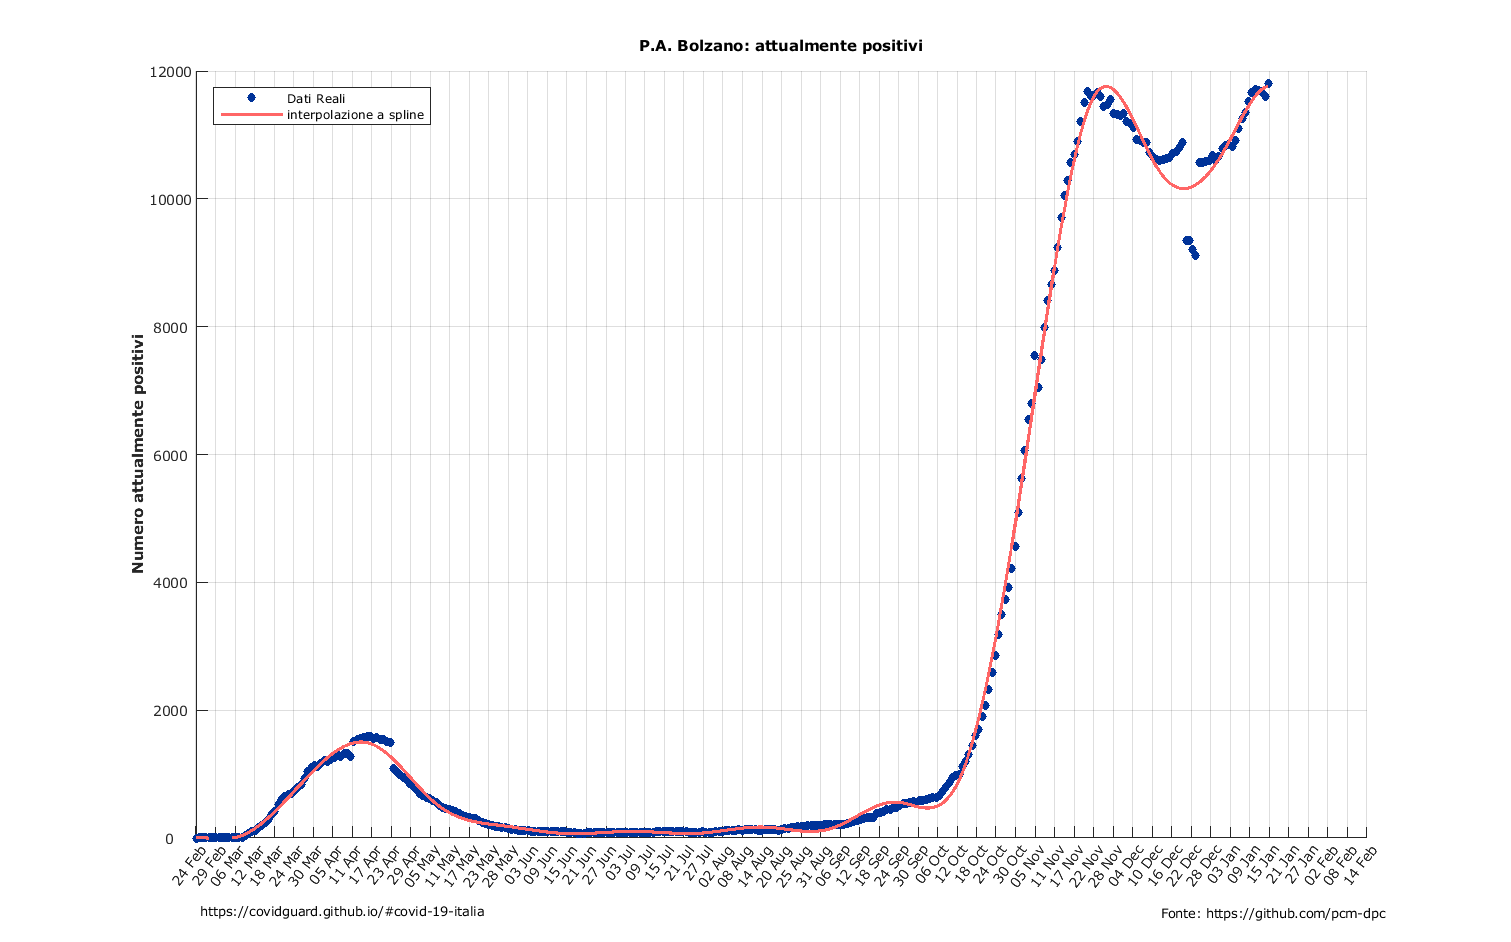 P.A. Bolzano: attualmente positivi
12000
10000
8000
6000
4000
2000
0
Numero attualmente positivi
Dati Reali
interpolazione a spline
24 Feb
29 Feb
06 Mar
12 Mar
18 Mar
24 Mar
30 Mar
05 Apr
11 Apr
17 Apr
23 Apr
29 Apr
05 May
11 May
17 May
23 May
28 May
03 Jun
09 Jun
15 Jun
21 Jun
27 Jun
03 Jul
09 Jul
15 Jul
21 Jul
27 Jul
02 Aug
08 Aug
14 Aug
20 Aug
25 Aug
31 Aug
06 Sep
12 Sep
18 Sep
24 Sep
30 Sep
06 Oct
12 Oct
18 Oct
24 Oct
30 Oct
05 Nov
11 Nov
17 Nov
22 Nov
28 Nov
04 Dec
10 Dec
16 Dec
22 Dec
28 Dec
03 Jan
09 Jan
15 Jan
21 Jan
27 Jan
02 Feb
08 Feb
14 Feb
https://covidguard.github.io/#covid-19-italia
Fonte: https://github.com/pcm-dpc